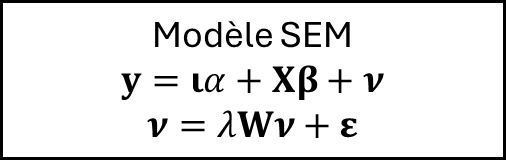 Modèle SEM
𝐲 = 𝛊𝛼 + 𝐗𝛃 + 𝛎
𝛎 = 𝜆𝐖𝛎 + 𝛆